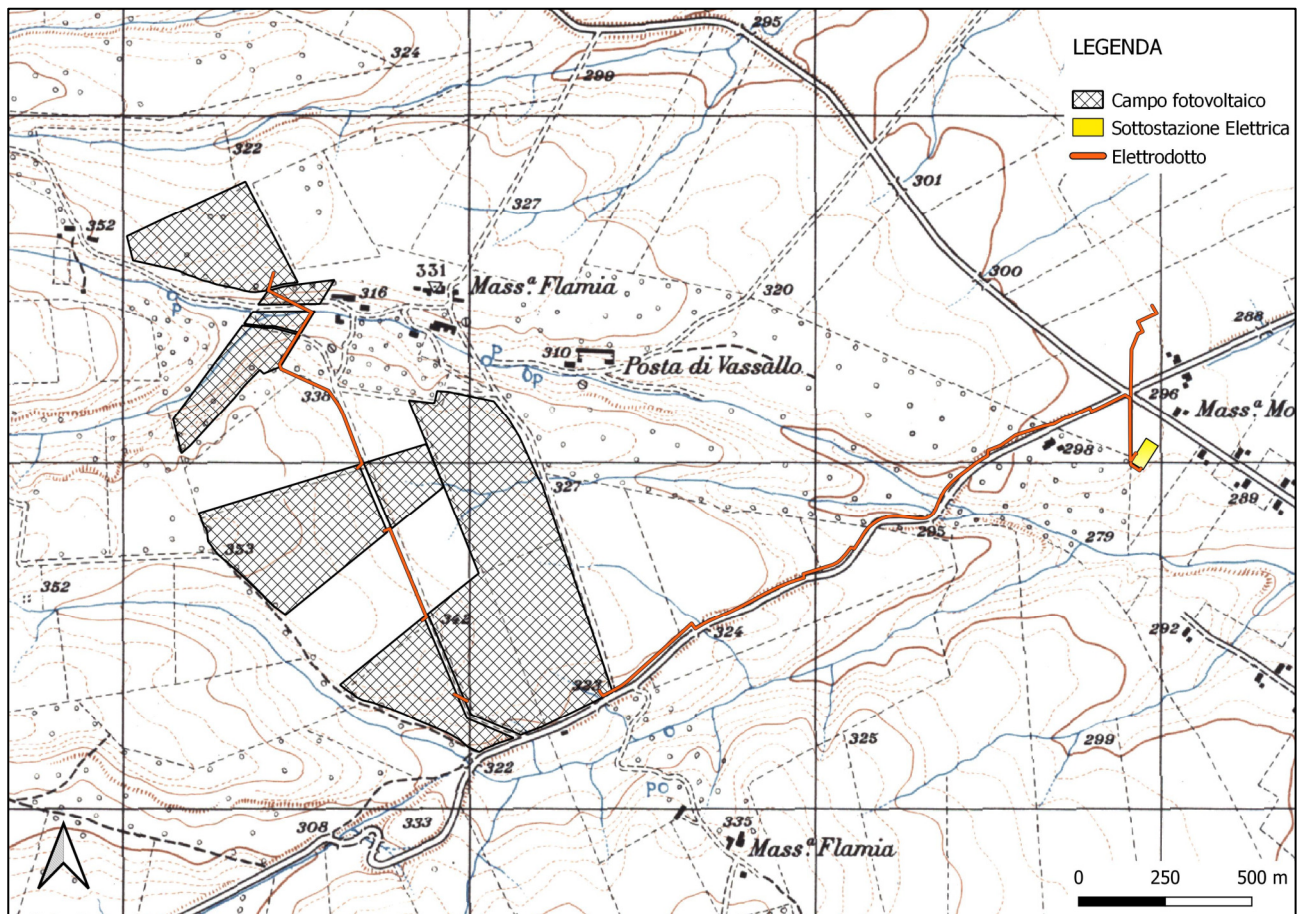 LEGENDA
Campo fotovoltaico
Sottostazione Elettrica
Elettrodotto
324
295
299
322
301
327
352
300
331
Mass.ᵃ Flamia
316
320
288
310
Posta di Vassallo
P
P
P
338
296
Mass.ᵃ Mo
298
327
289
295
353
279
352
342
324
292
323
325
299
322
PO
308
333
335
Mass.ᵃ Flamia
0 250 500 m